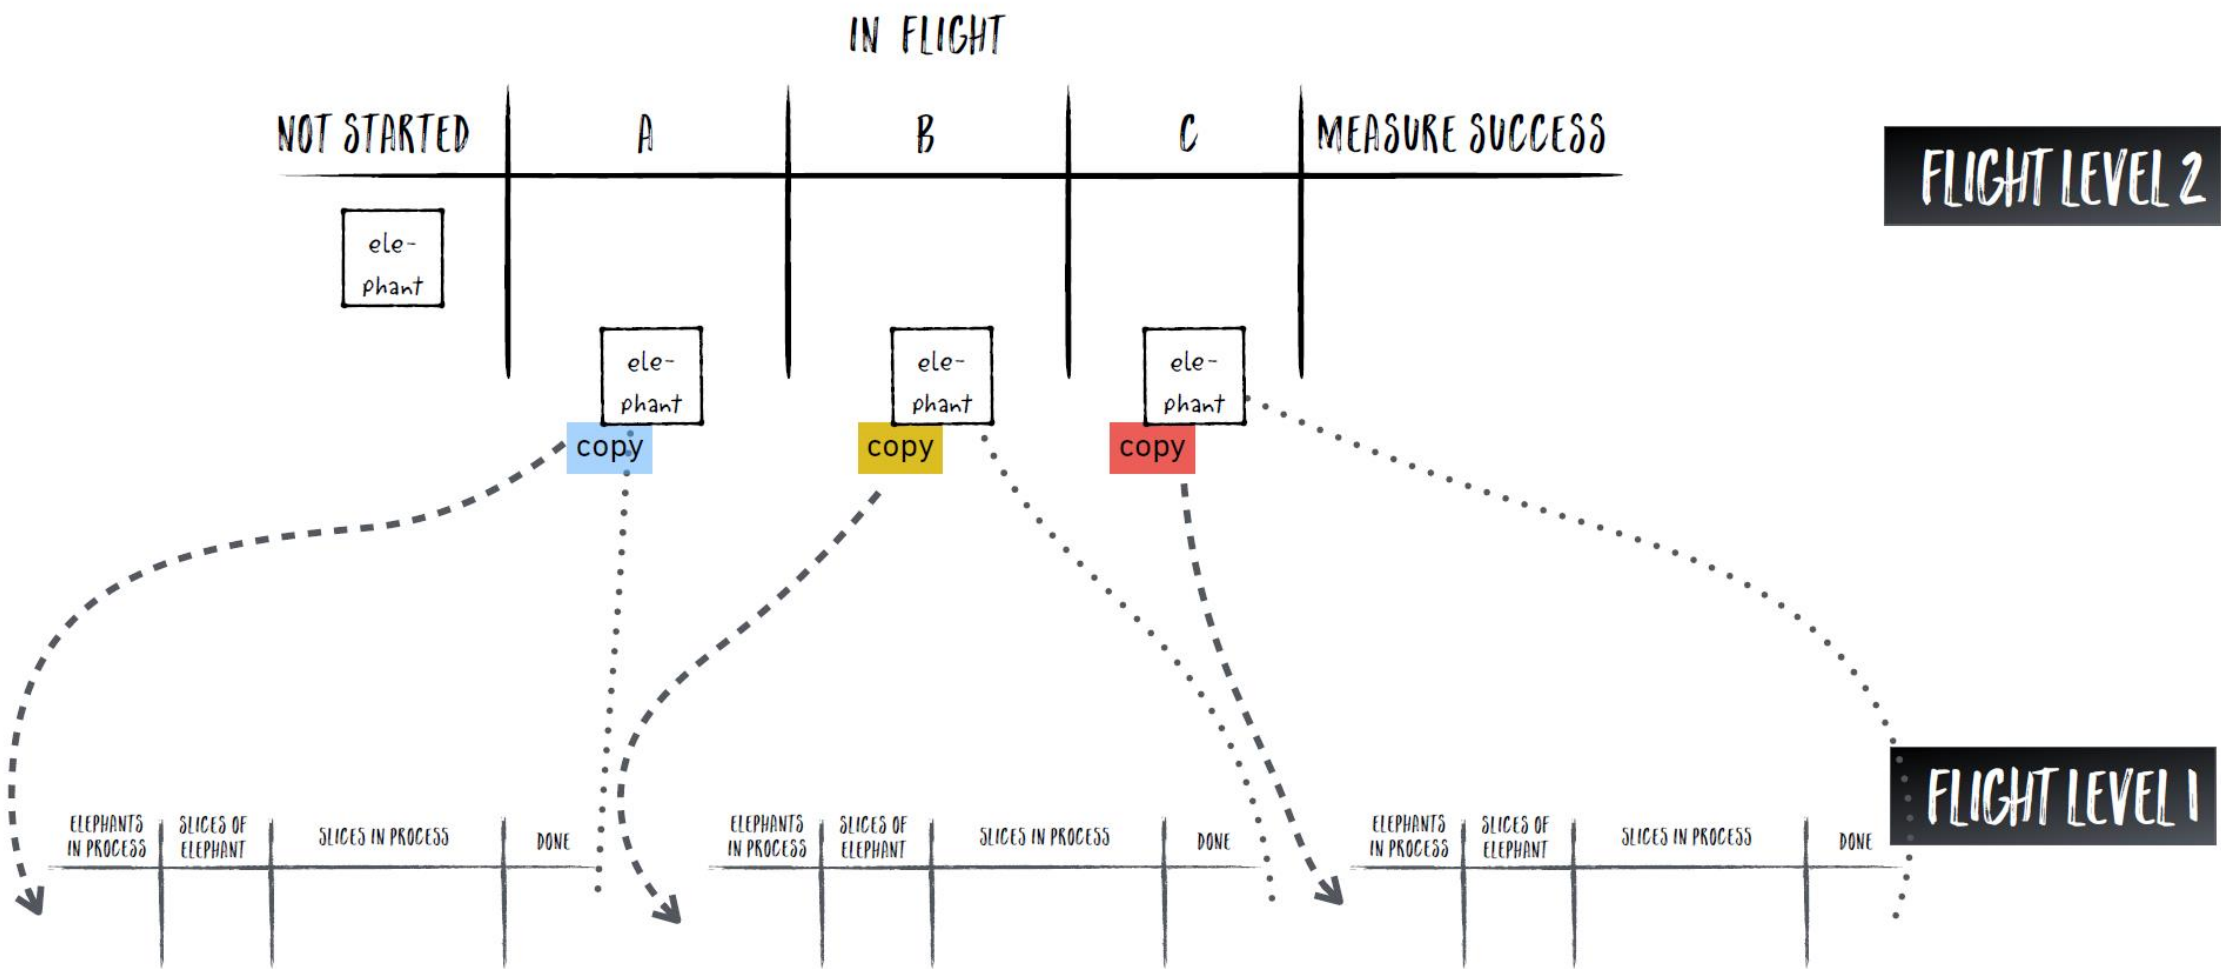 IN FLIGHT
NOT STARTED
A
B
C
MEASURE SUCCESS
FLIGHT LEVEL 2
ele-
phant
ele-
phant
copy
ele-
phant
copy
ele-
phant
copy
FLIGHT LEVEL 1
ELEPHANTS
IN PROCESS
SLICES OF
ELEPHANT
SLICES IN PROCESS
DONE
ELEPHANTS
IN PROCESS
SLICES OF
ELEPHANT
SLICES IN PROCESS
DONE
ELEPHANTS
IN PROCESS
SLICES OF
ELEPHANT
SLICES IN PROCESS
DONE